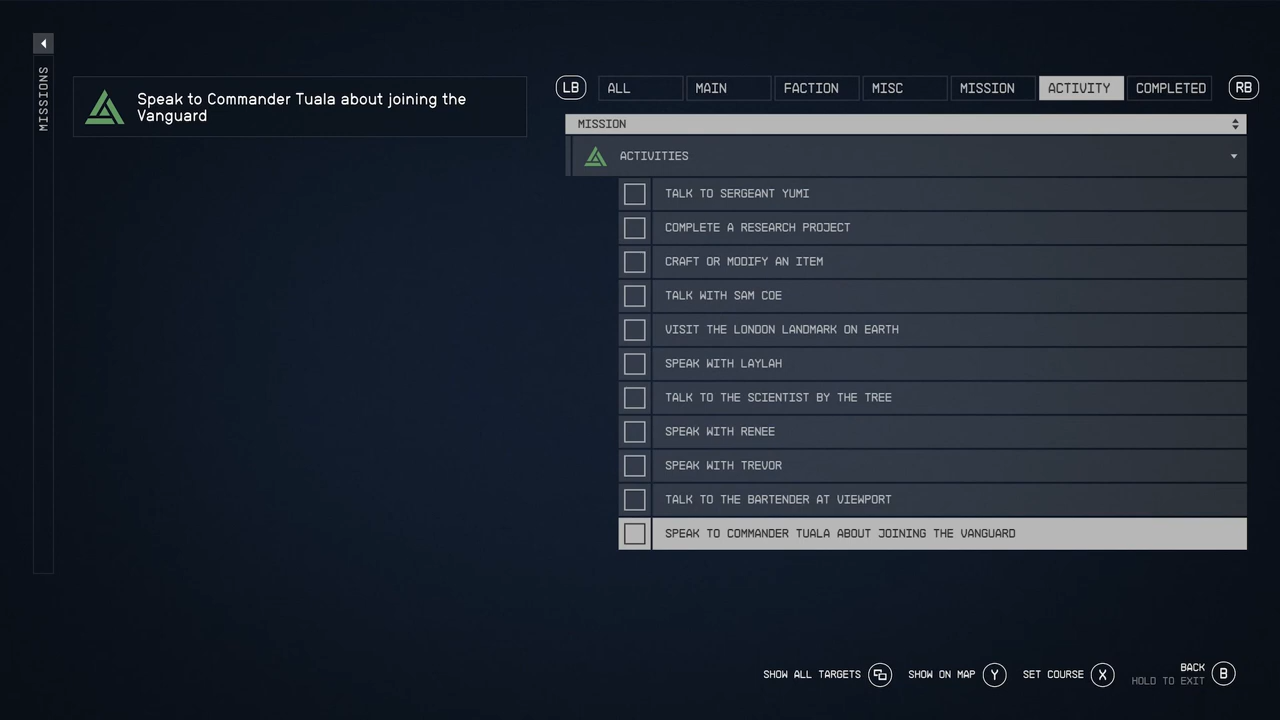 MISSIONS
Speak to Commander Tuala about joining the
Vanguard
LB ALL MAIN FACTION MISC MISSION ACTIVITY COMPLETED RB
MISSION
ACTIVITIES
TALK TO SERGEANT YUMI
COMPLETE A RESEARCH PROJECT
CRAFT OR MODIFY AN ITEM
TALK WITH SAM COE
VISIT THE LONDON LANDMARK ON EARTH
SPEAK WITH LAYLAH
TALK TO THE SCIENTIST BY THE TREE
SPEAK WITH RENEE
SPEAK WITH TREVOR
TALK TO THE BARTENDER AT VIEWPORT
SPEAK TO COMMANDER TUALA ABOUT JOINING THE VANGUARD
SHOW ALL TARGETS SHOW ON MAP Y SET COURSE X BACK B
HOLD TO EXIT